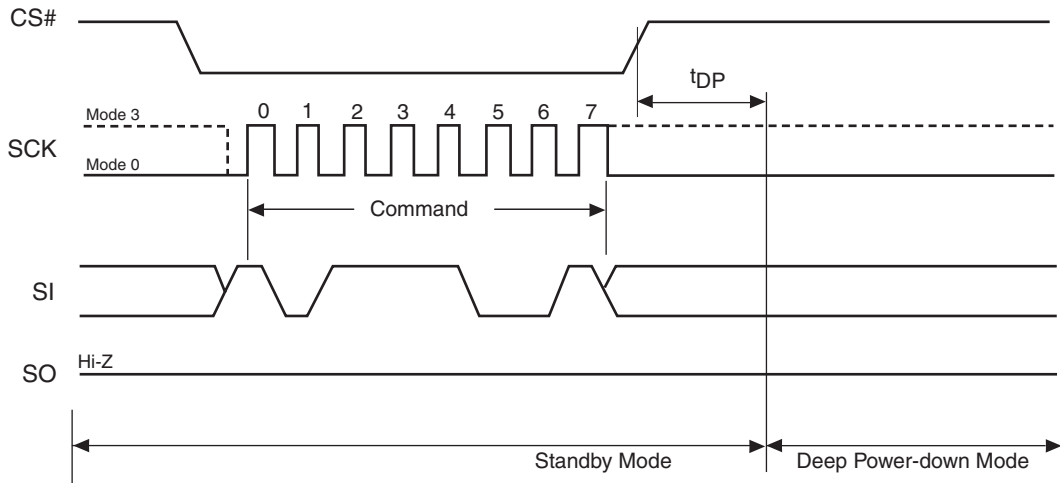 CS#
tDP
Mode 3
0 1 2 3 4 5 6 7
SCK
Mode 0
Command
SI
Hi-Z
SO
Standby Mode
Deep Power-down Mode